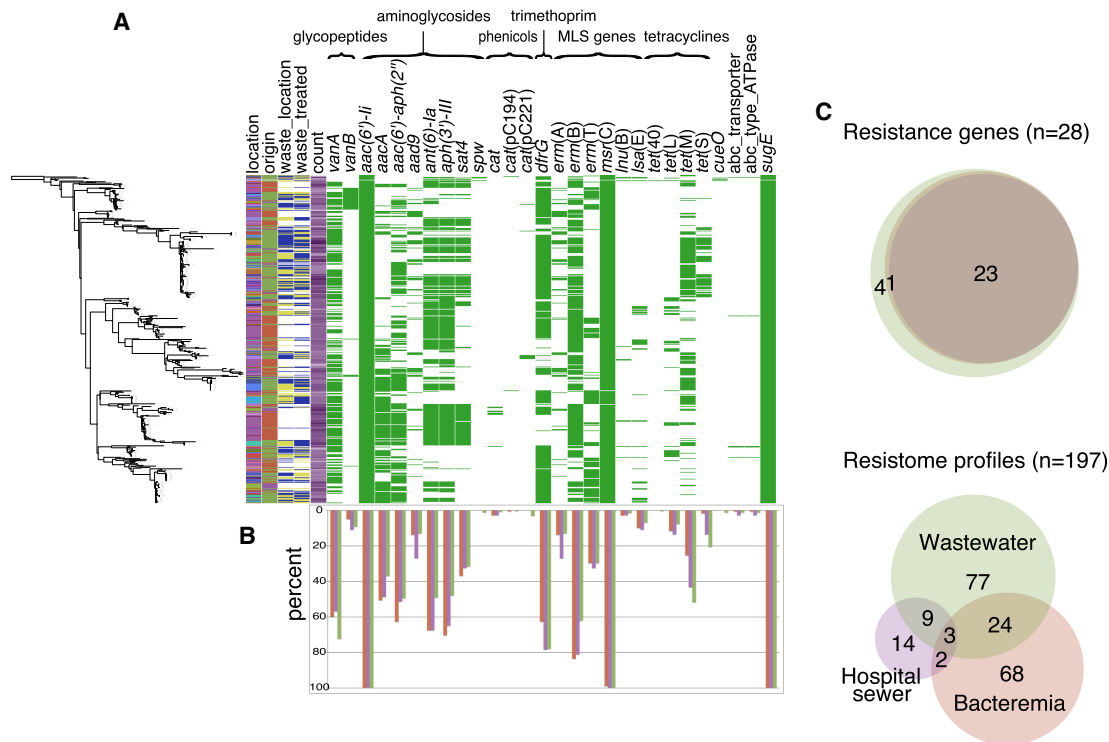 A
aminoglycosides
trimethoprim
glycopeptides
phenicols
MLS genes
tetracyclines
location
origin
waste_location
waste_treated
count
vanA
vanB
aac(6')-Ii
aacA
aac(6')-aph(2'')
aad9
ant(6)-Ia
aph(3')-III
sat4
spw
cat
cat(pC194)
cat(pC221)
dfrG
erm(A)
erm(B)
erm(T)
msr(C)
lnu(B)
lsa(E)
tet(40)
tet(L)
tet(M)
tet(S)
cueO
abc_transporter
abc_type_ATPase
sugE
B
percent
0
20
40
60
80
100
C
Resistance genes (n=28)
41
23
Resistome profiles (n=197)
Wastewater
77
9
3
24
14
2
Hospital
sewer
68
Bacteremia